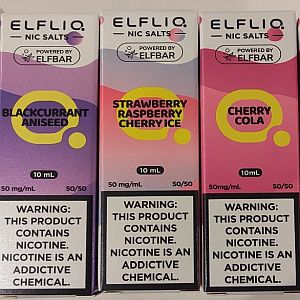 ELFLIQ
NIC SALTS
POWERED BY
ELFBAR
BLACKCURRANT
ANISEED
10 mL
50 mg/mL 50/50
WARNING:
THIS PRODUCT
CONTAINS
NICOTINE.
NICOTINE IS AN
ADDICTIVE
CHEMICAL.
ELFLIQ
NIC SALTS
POWERED BY
ELFBAR
STRAWBERRY
RASPBERRY
CHERRY ICE
10 mL
50 mg/mL 50/50
WARNING:
THIS PRODUCT
CONTAINS
NICOTINE.
NICOTINE IS AN
ADDICTIVE
CHEMICAL.
ELFLIQ
NIC SALTS
POWERED BY
ELFBAR
CHERRY
COLA
10mL
50mg/mL 50/50
WARNING:
THIS PRODUCT
CONTAINS
NICOTINE.
NICOTINE IS AN
ADDICTIVE
CHEMICAL.